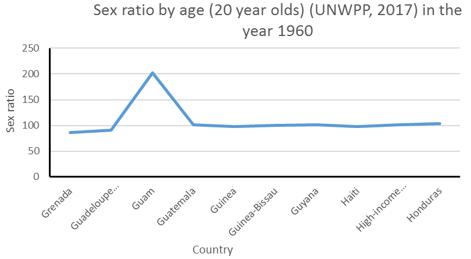 Sex ratio by age (20 year olds) (UNWPP, 2017) in the
year 1960
250
200
150
100
50
0
Sex ratio
Grenada
Guadeloupe...
Guam
Guatemala
Guinea
Guinea-Bissau
Guyana
Haiti
High-income...
Honduras
Country